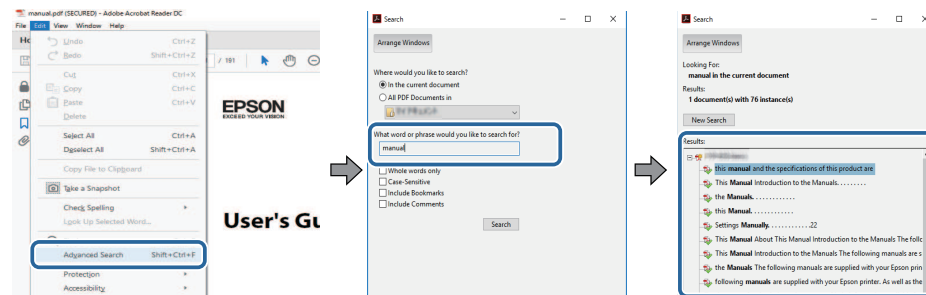 manual.pdf (SECURED) - Adobe Acrobat Reader DC
File Edit View Window Help
Undo Ctrl+Z
Redo Shift+Ctrl+Z
Cut Ctrl+X
Copy Ctrl+C
Paste Ctrl+V
Delete
Select All Ctrl+A
Deselect All Shift+Ctrl+A
Copy File to Clipboard
Take a Snapshot
Check Spelling
Look Up Selected Word...
Advanced Search Shift+Ctrl+F
Protection
Accessibility
/ 191
EPSON
EXCEED YOUR VISION
User's Gu
Search
Arrange Windows
Where would you like to search?
In the current document
All PDF Documents in
What word or phrase would you like to search for?
manual
Whole words only
Case-Sensitive
Include Bookmarks
Include Comments
Search
Search
Arrange Windows
Looking For:
manual in the current document
Results:
1 document(s) with 76 instance(s)
New Search
Results:
this manual and the specifications of this product are
This Manual Introduction to the Manuals. . . . . . . . .
the Manuals. . . . . . . . . . . . .
this Manual. . . . . . . . . . . . .
Settings Manually. . . . . . . . . . . . .22
This Manual About This Manual Introduction to the Manuals The follc
This Manual Introduction to the Manuals The following manuals are s
the Manuals The following manuals are supplied with your Epson prin
following manuals are supplied with your Epson printer. As well as the